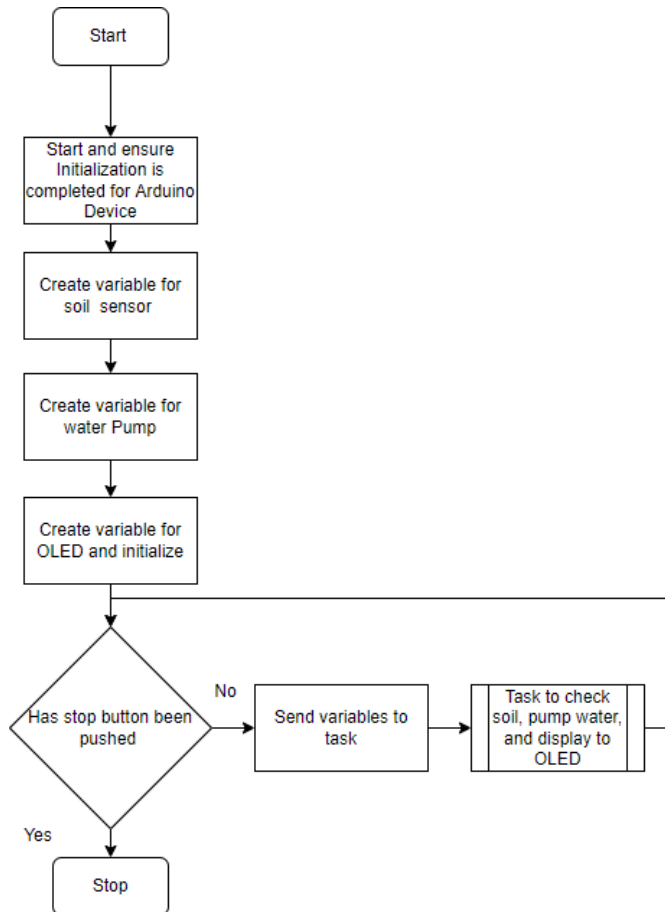 Start
Start and ensure
Initialization is
completed for Arduino
Device
Create variable for
soil sensor
Create variable for
water Pump
Create variable for
OLED and initialize
Has stop button been
pushed
No
Send variables to
task
Task to check
soil, pump water,
and display to
OLED
Yes
Stop